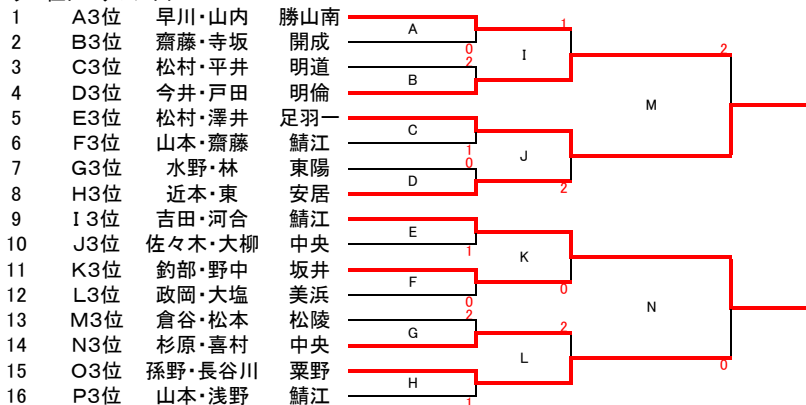 1 A3位 早川・山内 勝山南
2 B3位 齋藤・寺坂 開成
3 C3位 松村・平井 明道
4 D3位 今井・戸田 明倫
5 E3位 松村・澤井 足羽一
6 F3位 山本・齋藤 鯖江
7 G3位 水野・林 東陽
8 H3位 近本・東 安居
9 I3位 吉田・河合 鯖江
10 J3位 佐々木・大柳 中央
11 K3位 釣部・野中 坂井
12 L3位 政岡・大塩 美浜
13 M3位 倉谷・松本 松陵
14 N3位 杉原・喜村 中央
15 O3位 孫野・長谷川 粟野
16 P3位 山本・浅野 鯖江
A
0
2
B
C
1
0
D
E
1
F
0
2
G
H
1
1
I
J
2
K
0
2
L
2
M
N
0